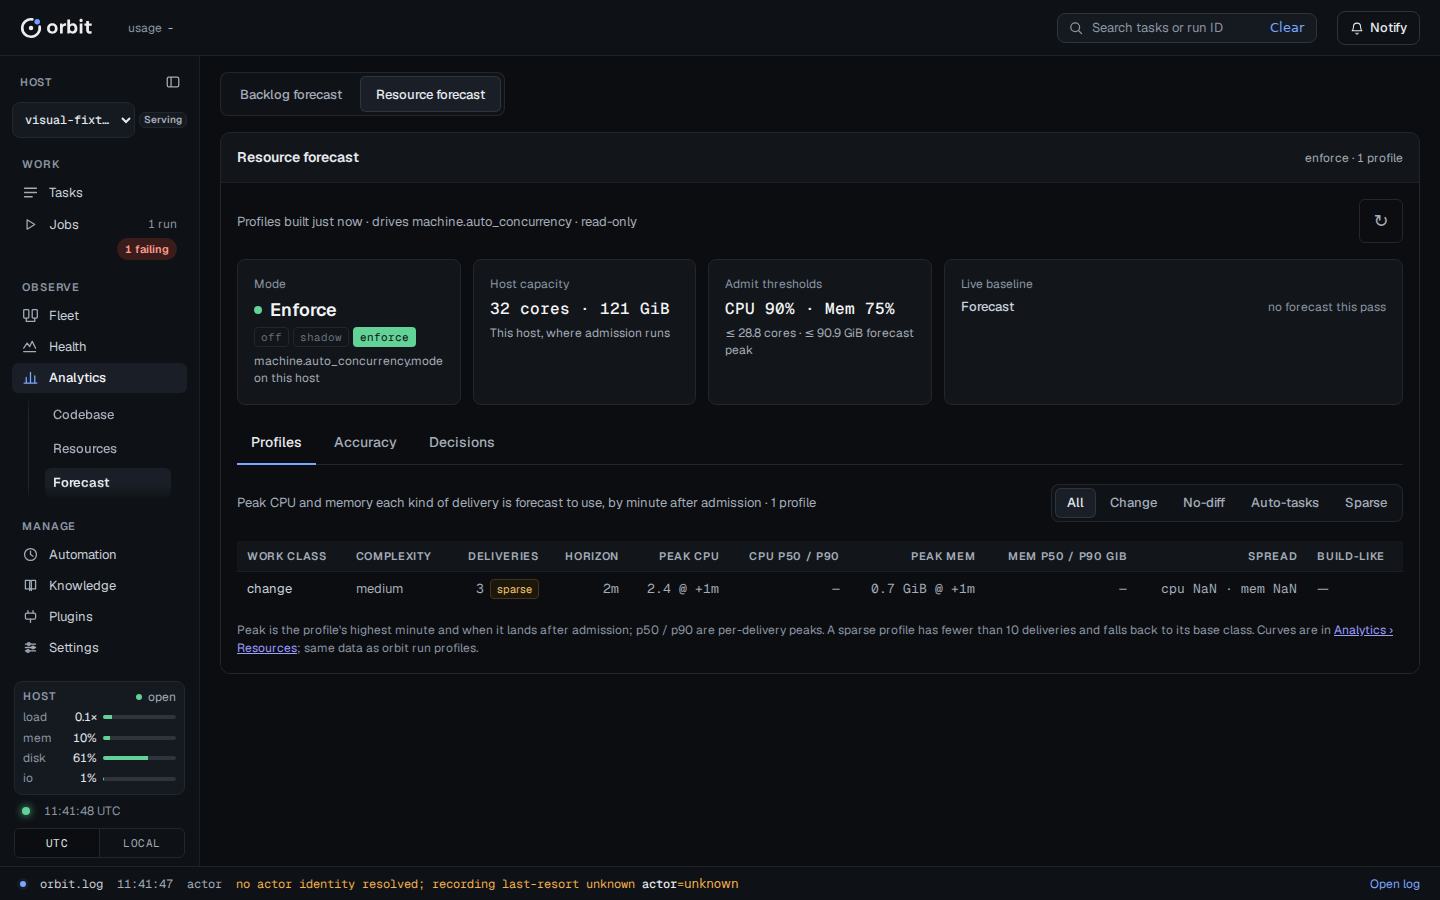 orbit
usage -
Search tasks or run ID
Clear
Notify
HOST
visual-fixt…
Serving
WORK
Tasks
Jobs
1 run
1 failing
OBSERVE
Fleet
Health
Analytics
Codebase
Resources
Forecast
MANAGE
Automation
Knowledge
Plugins
Settings
HOST
open
load 0.1×
mem 10%
disk 61%
io 1%
11:41:48 UTC
UTC
LOCAL
Backlog forecast
Resource forecast
Resource forecast
enforce · 1 profile
Profiles built just now · drives machine.auto_concurrency · read-only
↻
Mode
Enforce
off shadow enforce
machine.auto_concurrency.mode
on this host
Host capacity
32 cores · 121 GiB
This host, where admission runs
Admit thresholds
CPU 90% · Mem 75%
≤ 28.8 cores · ≤ 90.9 GiB forecast
peak
Live baseline
Forecast
no forecast this pass
Profiles
Accuracy
Decisions
Peak CPU and memory each kind of delivery is forecast to use, by minute after admission · 1 profile
All
Change
No-diff
Auto-tasks
Sparse
WORK CLASS COMPLEXITY DELIVERIES HORIZON PEAK CPU CPU P50 / P90 PEAK MEM MEM P50 / P90 GIB SPREAD BUILD-LIKE
change medium 3 sparse 2m 2.4 @ +1m — 0.7 GiB @ +1m — cpu NaN · mem NaN —
Peak is the profile's highest minute and when it lands after admission; p50 / p90 are per-delivery peaks. A sparse profile has fewer than 10 deliveries and falls back to its base class. Curves are in Analytics ›
Resources; same data as orbit run profiles.
orbit.log 11:41:47 actor no actor identity resolved; recording last-resort unknown actor=unknown
Open log